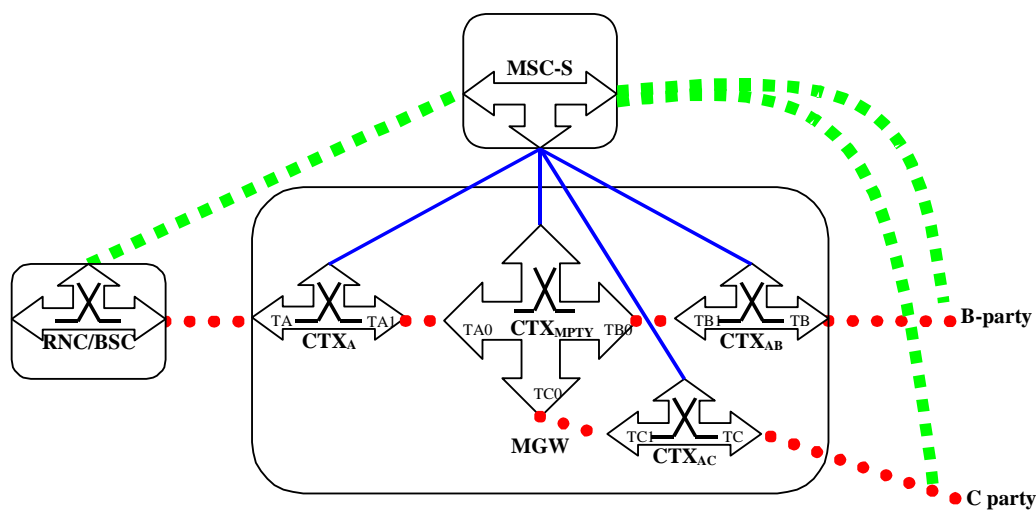 MSC-S
TA
TA1
TA0
CTXMPTY
TB0
TB1
TB
B-party
RNC/BSC
CTXA
CTXAB
TC0
MGW
TC1
TC
CTXAC
C party